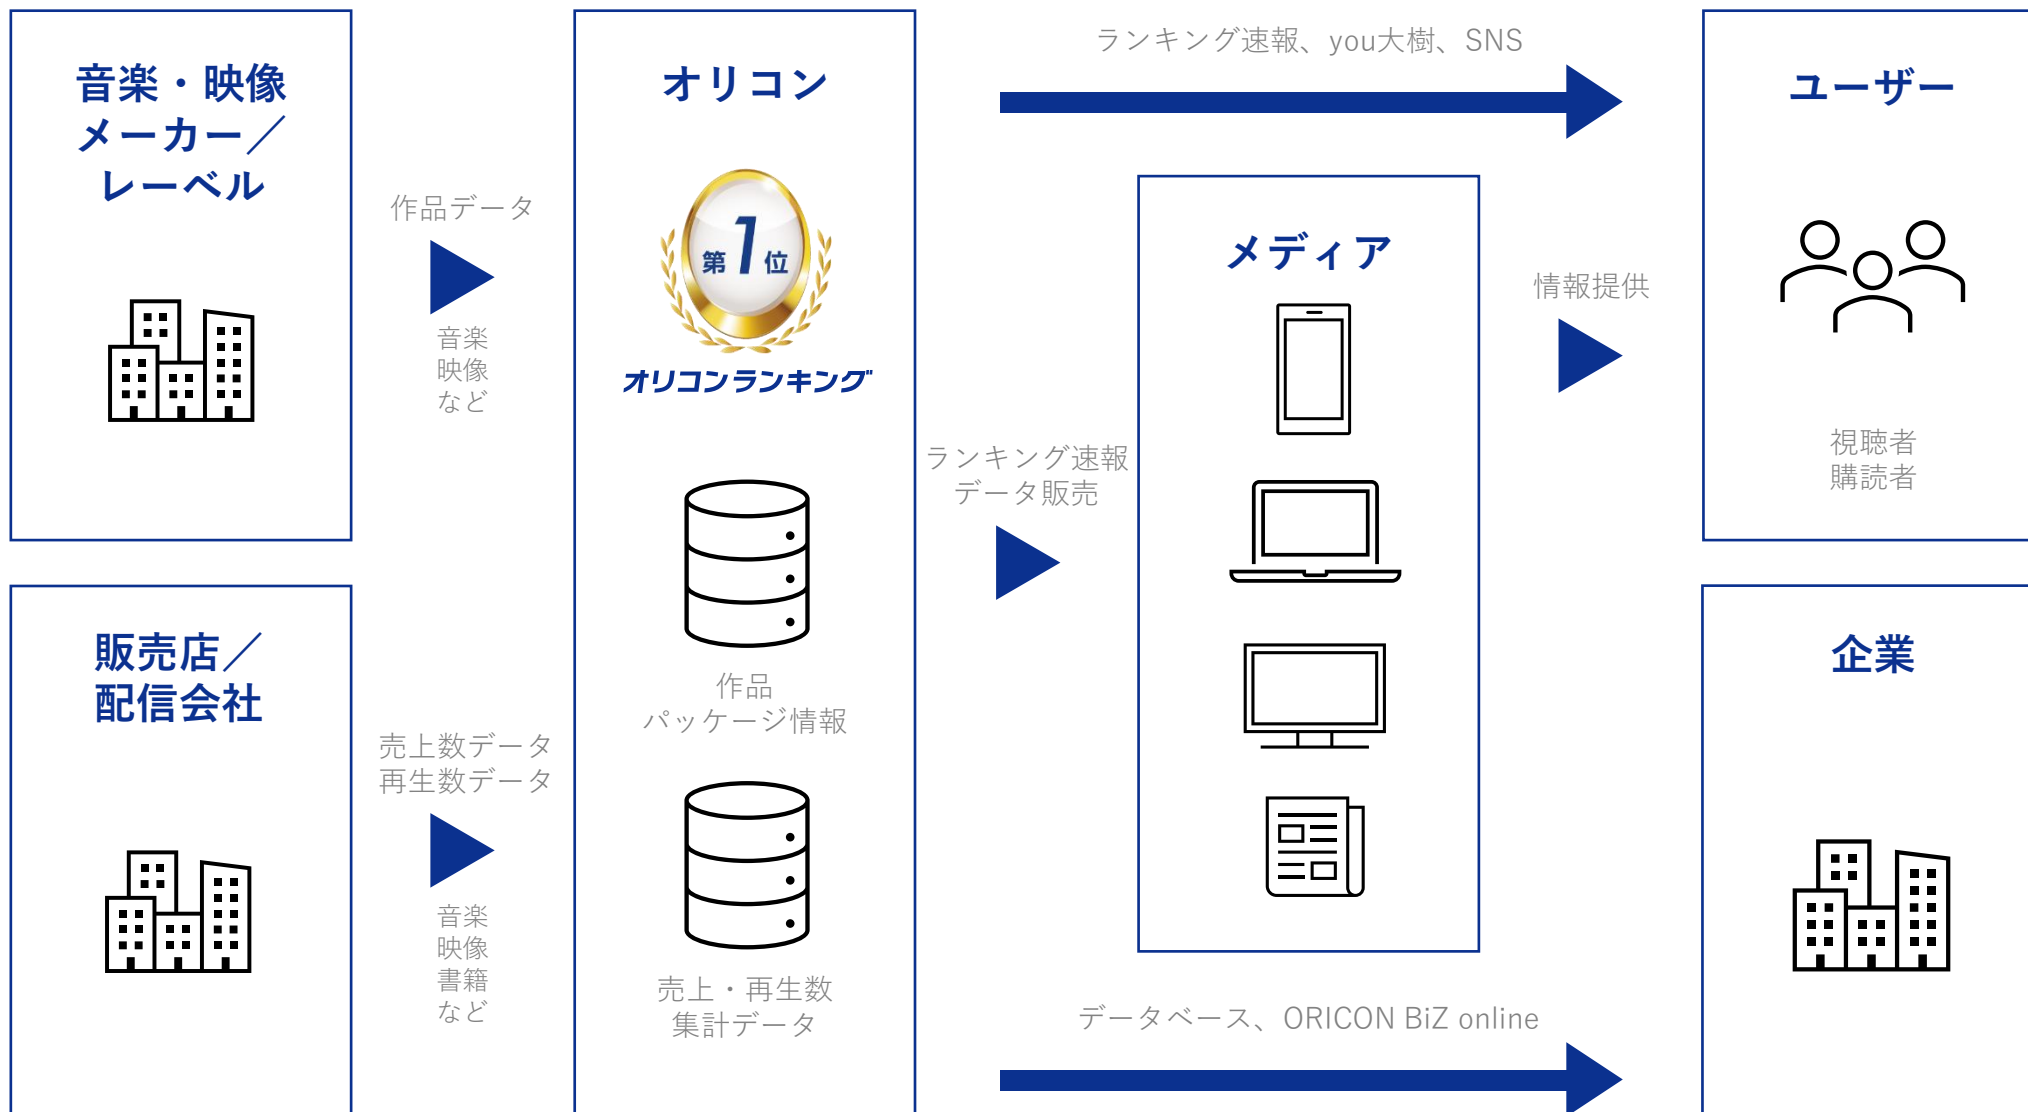 音楽・映像
メーカー／
レーベル
作品データ
音楽
映像
など
販売店／
配信会社
売上数データ
再生数データ
音楽
映像
書籍
など
オリコン
第1位
オリコンランキング
作品
パッケージ情報
売上・再生数
集計データ
ランキング速報、you大樹、SNS
ランキング速報
データ販売
メディア
情報提供
データベース、ORICON BiZ online
ユーザー
視聴者
購読者
企業